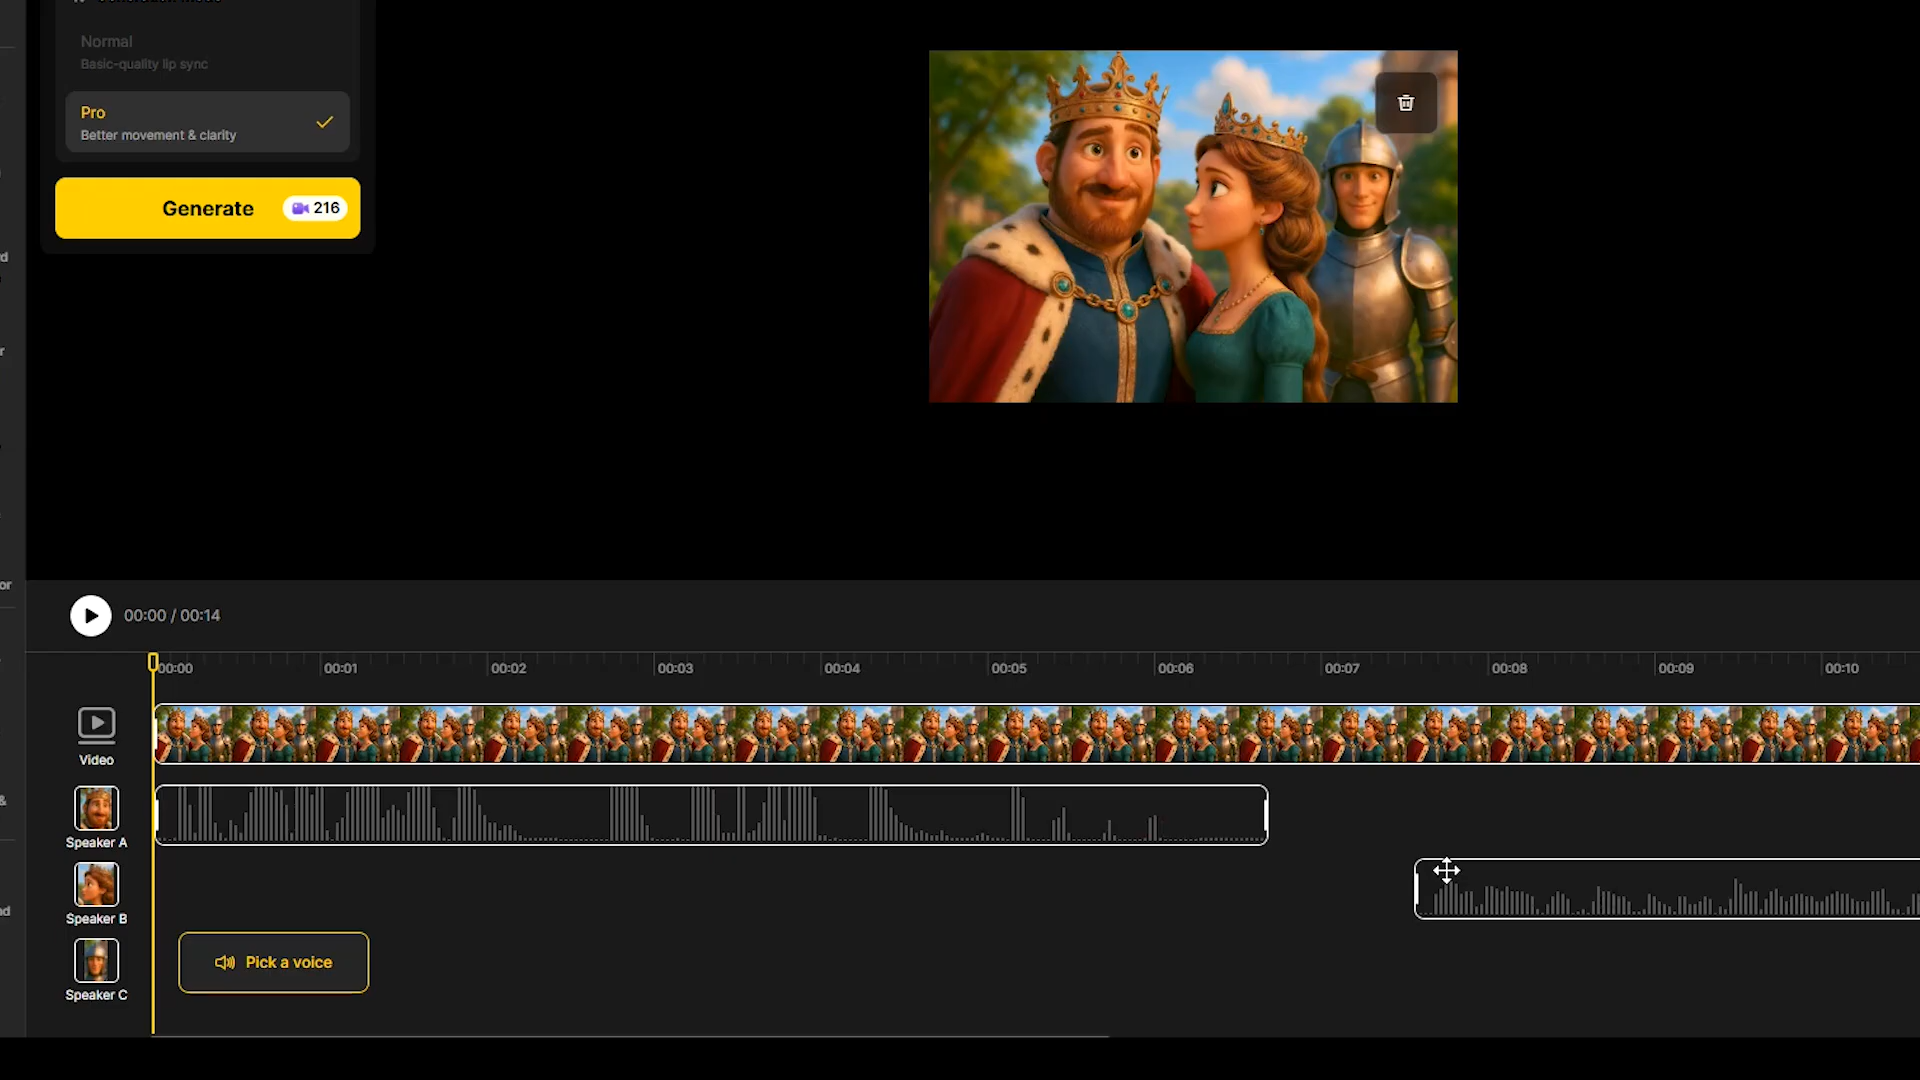 Normal
Basic-quality lip sync
Pro
Better movement & clarity
Generate 216
00:00 / 00:14
00:00 00:01 00:02 00:03 00:04 00:05 00:06 00:07 00:08 00:09 00:10
Video
Speaker A
Speaker B
Pick a voice
Speaker C